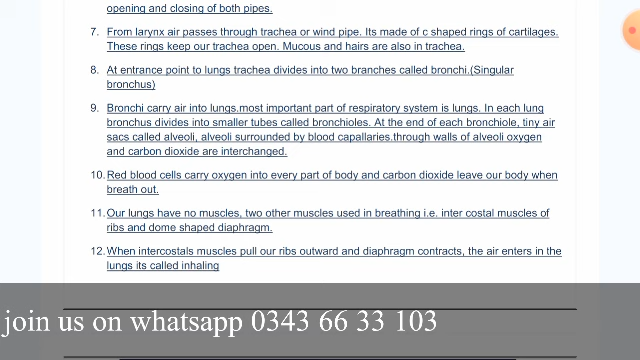 opening and closing of both pipes.
7. From larynx air passes through trachea or wind pipe. Its made of c shaped rings of cartilages.
These rings keep our trachea open. Mucous and hairs are also in trachea.
8. At entrance point to lungs trachea divides into two branches called bronchi.(Singular
bronchus)
9. Bronchi carry air into lungs.most important part of respiratory system is lungs. In each lung
bronchus divides into smaller tubes called bronchioles. At the end of each bronchiole, tiny air
sacs called alveoli, alveoli surrounded by blood capallaries.through walls of alveoli oxygen
and carbon dioxide are interchanged.
10. Red blood cells carry oxygen into every part of body and carbon dioxide leave our body when
breath out.
11. Our lungs have no muscles, two other muscles used in breathing i.e. inter costal muscles of
ribs and dome shaped diaphragm.
12. When intercostals muscles pull our ribs outward and diaphragm contracts, the air enters in the
lungs its called inhaling
join us on whatsapp 0343 66 33 103